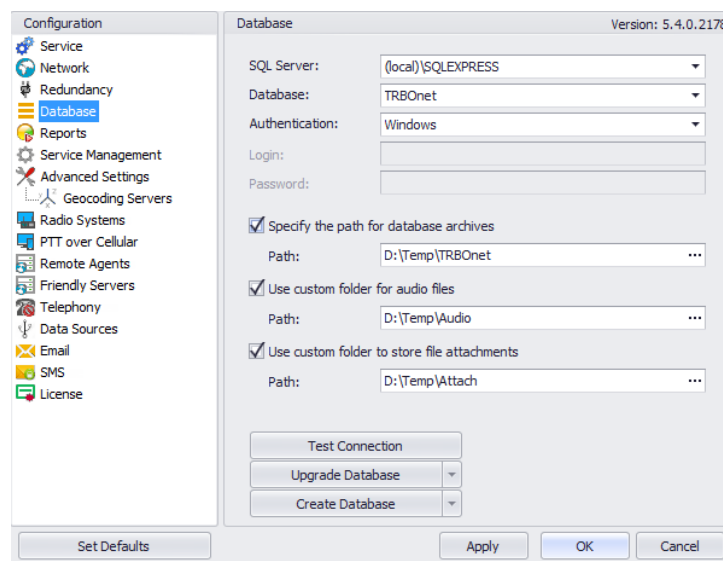 Configuration
Service
Network
Redundancy
Database
Reports
Service Management
Advanced Settings
Geocoding Servers
Radio Systems
PTT over Cellular
Remote Agents
Friendly Servers
Telephony
Data Sources
Email
SMS
License
Set Defaults
Database Version: 5.4.0.2178
SQL Server: (local)\SQLEXPRESS
Database: TRBOnet
Authentication: Windows
Login:
Password:
Specify the path for database archives
Path: D:\Temp\TRBOnet ...
Use custom folder for audio files
Path: D:\Temp\Audio ...
Use custom folder to store file attachments
Path: D:\Temp\Attach ...
Test Connection
Upgrade Database
Create Database
Apply OK Cancel